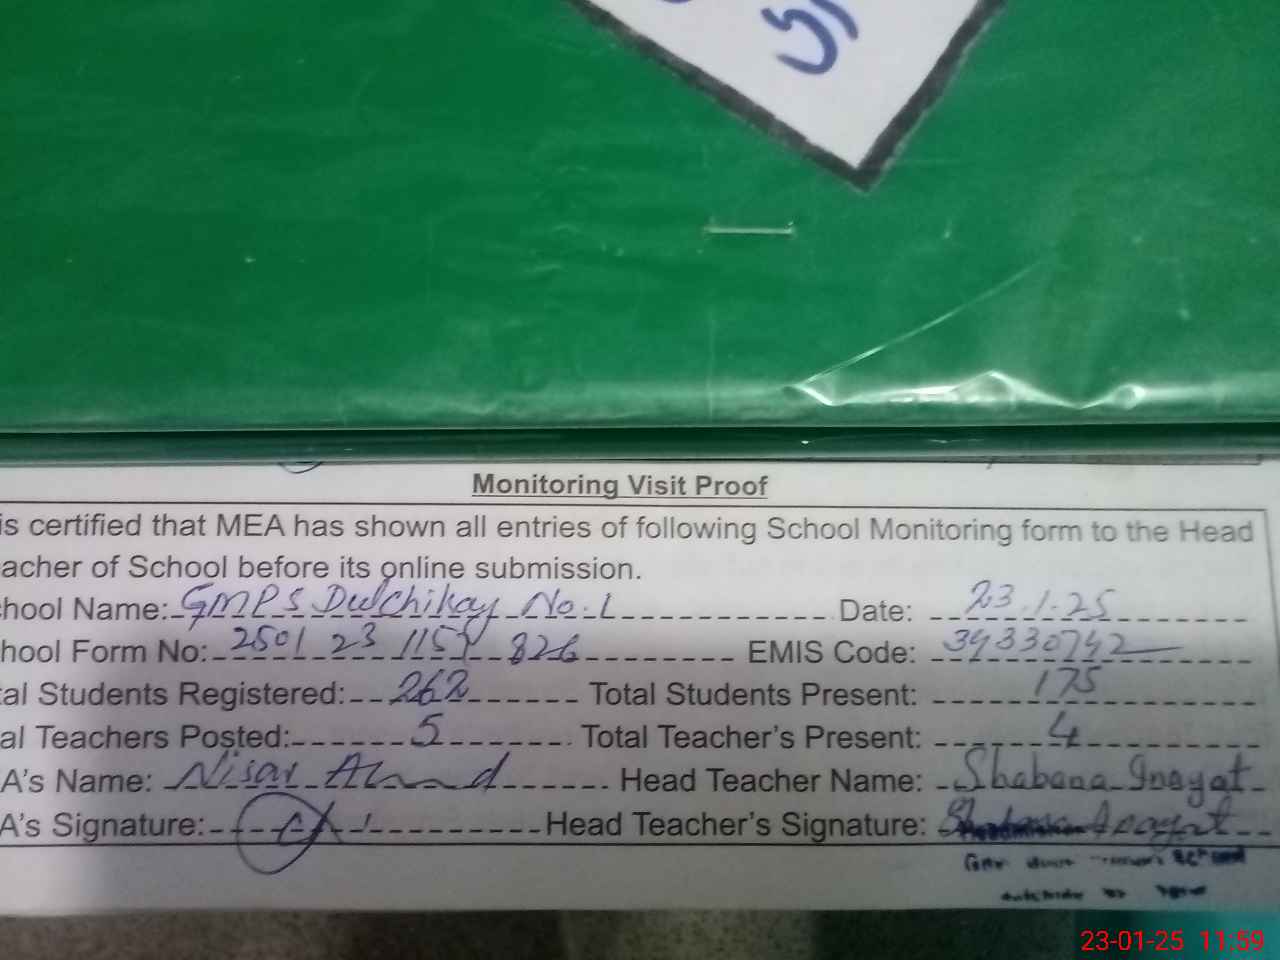 Monitoring Visit Proof
is certified that MEA has shown all entries of following School Monitoring form to the Head
acher of School before its online submission.
chool Name: GMPS No. 1 Date: 23.1.25
hool Form No: 2501 23 826 EMIS Code: 39330742
al Students Registered: 262 Total Students Present: 175
al Teachers Posted: 5 Total Teacher's Present: 4
A's Name: Nisar Ahmad Head Teacher Name: Shabana Inayat
A's Signature: Head Teacher's Signature: Shabana Inayat
23-01-25 11:59